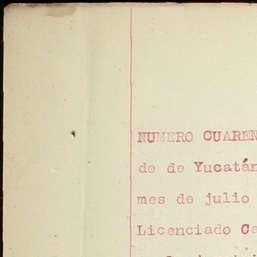 NUMERO CUAREN
do de Yucatán
mes de julio
Licenciado Ca